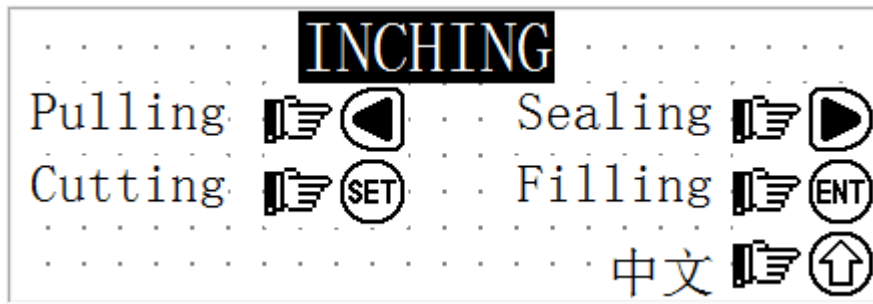 INCHING
Pulling Sealing
Cutting SET Filling ENT
中文